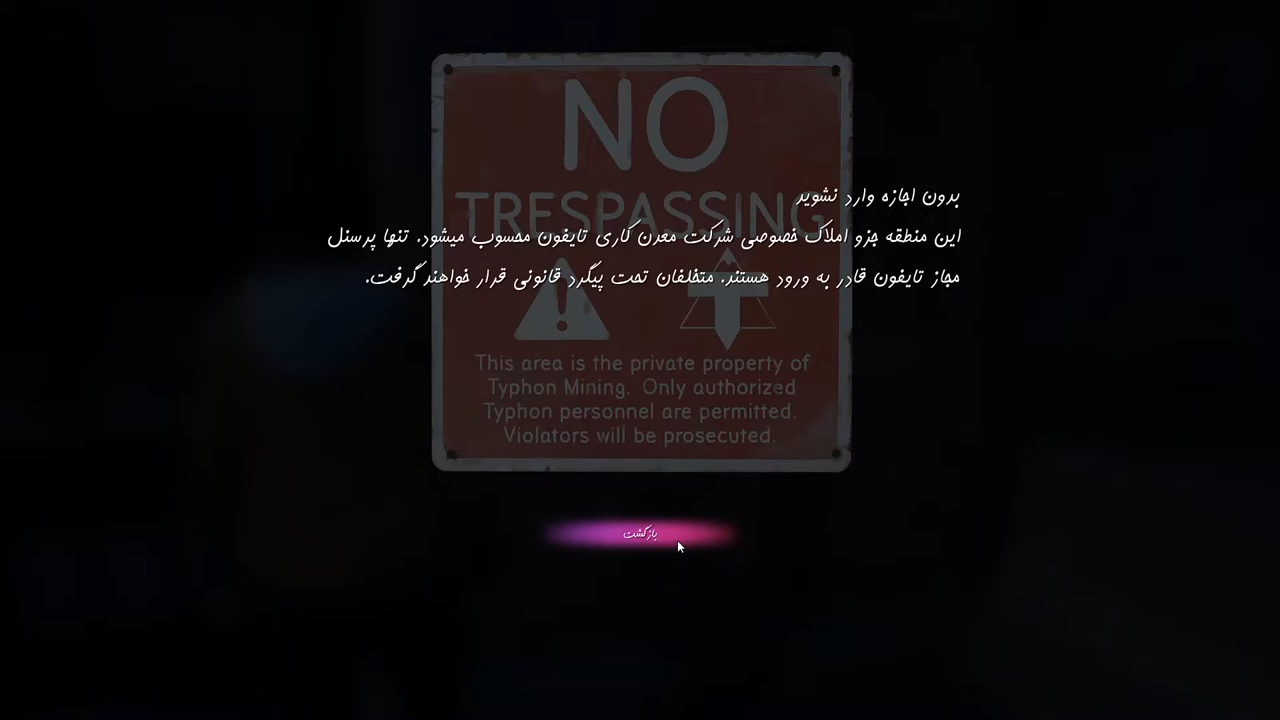 NO
TRESPASSING
بدون اجازه وارد نشوید
این منطقه جزو املاک خصوصی شرکت معدن کاری تایفون محسوب میشود. تنها پرسنل
مجاز تایفون قادر به ورود هستند. متخلفان تحت پیگرد قانونی قرار خواهند گرفت.
This area is the private property of
Typhon Mining. Only authorized
Typhon personnel are permitted.
Violators will be prosecuted.
بازگشت